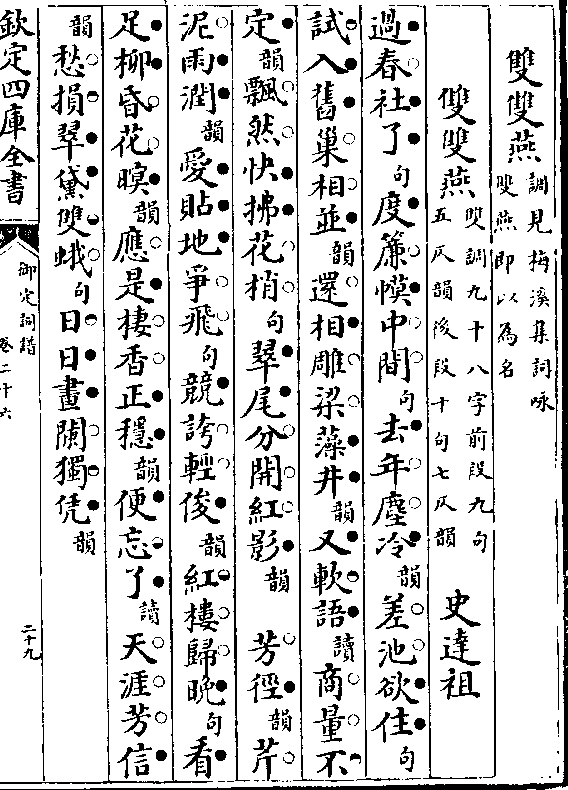 雙雙燕調見梅溪集詞咏雙燕即以為名
雙雙燕雙調九十八字前段九句五仄韻後段十句七仄韻 史達祖
過春社了句度簾幙中間句去年塵冷韻差池欲住句
試入舊巢相並韻還相雕梁藻井韻又軟語讀商量不
定韻飄然快拂花梢句翠尾分開紅影韻 芳徑韻芹
泥雨潤韻愛貼地爭飛句競誇輕俊韻紅樓歸晩句看
足柳昏花暝韻應是棲香正穩韻便忘了讀天涯芳信
韻愁損翠黛雙蛾句日日畫闌獨凭韻
欽定四庫全書 御定詞譜 卷二十六 二十九